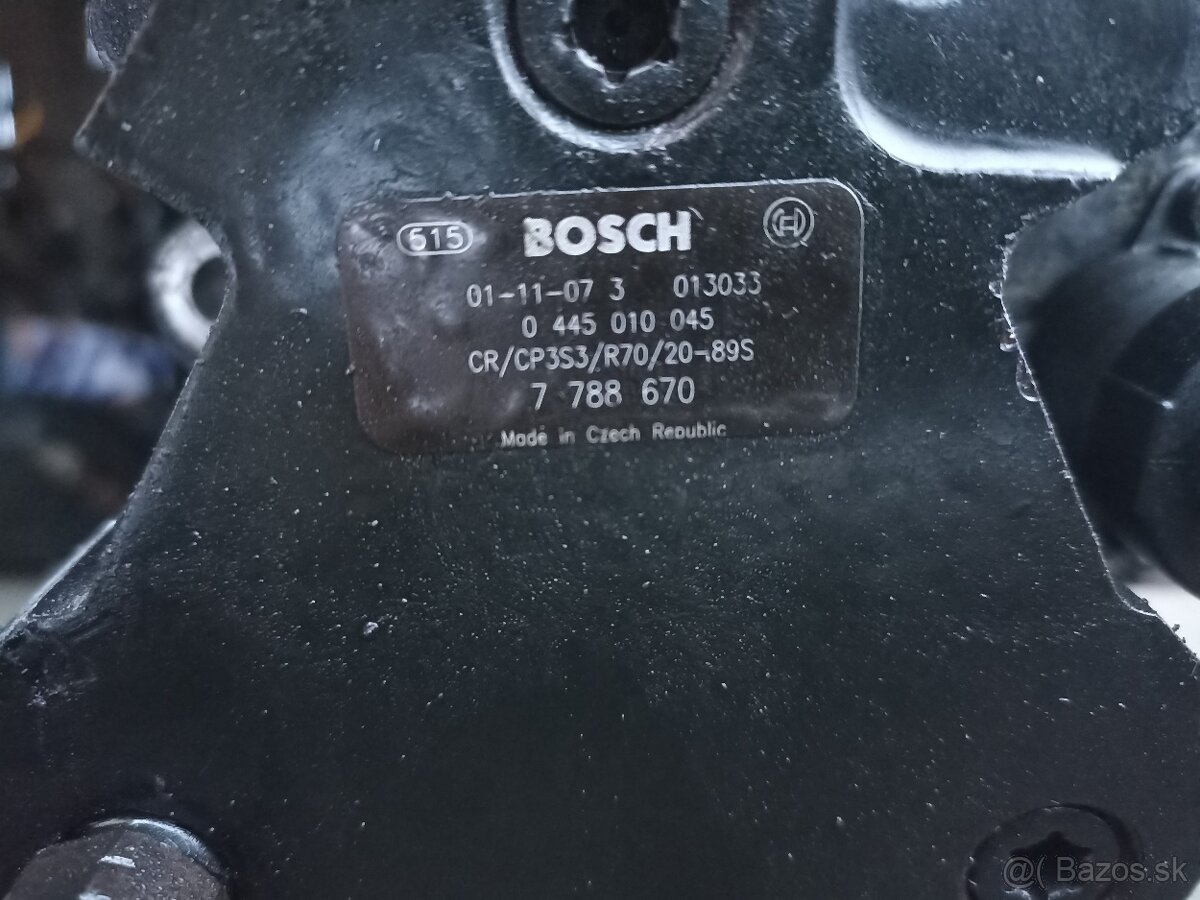 615 BOSCH
01-11-07 3 013033
0 445 010 045
CR/CP3S3/R70/20-89S
7 788 670
Made in Czech Republic
@( Bazos.sk